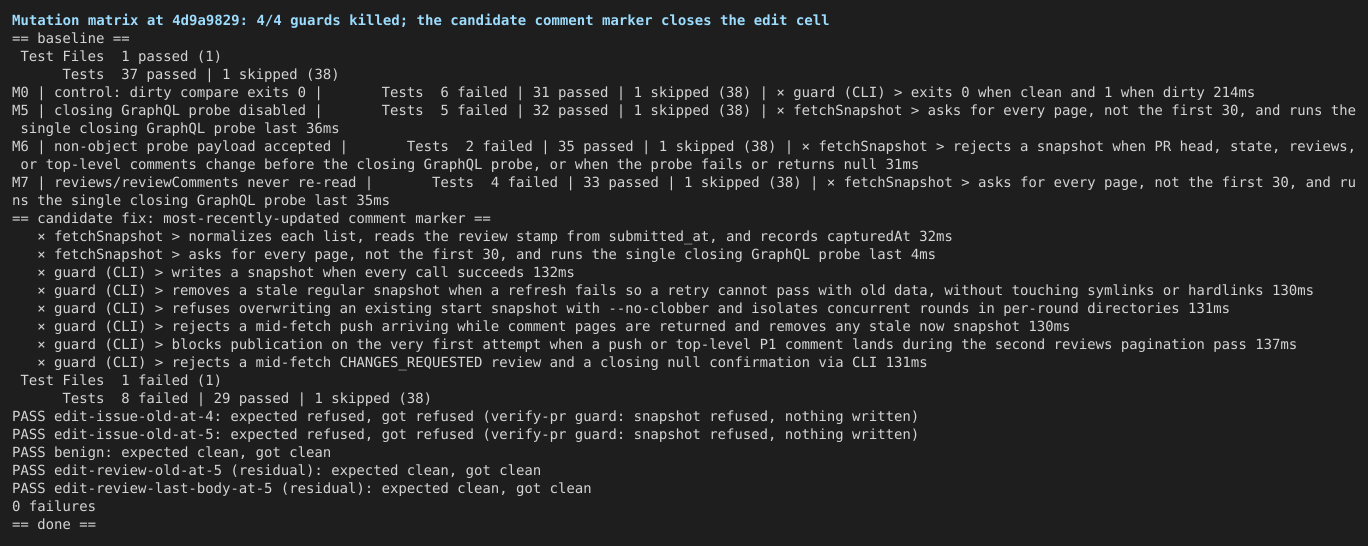 Mutation matrix at 4d9a9829: 4/4 guards killed; the candidate comment marker closes the edit cell
== baseline ==
 Test Files  1 passed (1)
      Tests  37 passed | 1 skipped (38)
M0 | control: dirty compare exits 0 |       Tests  6 failed | 31 passed | 1 skipped (38) | × guard (CLI) > exits 0 when clean and 1 when dirty 214ms
M5 | closing GraphQL probe disabled |       Tests  5 failed | 32 passed | 1 skipped (38) | × fetchSnapshot > asks for every page, not the first 30, and runs the
 single closing GraphQL probe last 36ms
M6 | non-object probe payload accepted |       Tests  2 failed | 35 passed | 1 skipped (38) | × fetchSnapshot > rejects a snapshot when PR head, state, reviews,
 or top-level comments change before the closing GraphQL probe, or when the probe fails or returns null 31ms
M7 | reviews/reviewComments never re-read |       Tests  4 failed | 33 passed | 1 skipped (38) | × fetchSnapshot > asks for every page, not the first 30, and ru
ns the single closing GraphQL probe last 35ms
== candidate fix: most-recently-updated comment marker ==
   × fetchSnapshot > normalizes each list, reads the review stamp from submitted_at, and records capturedAt 32ms
   × fetchSnapshot > asks for every page, not the first 30, and runs the single closing GraphQL probe last 4ms
   × guard (CLI) > writes a snapshot when every call succeeds 132ms
   × guard (CLI) > removes a stale regular snapshot when a refresh fails so a retry cannot pass with old data, without touching symlinks or hardlinks 130ms
   × guard (CLI) > refuses overwriting an existing start snapshot with --no-clobber and isolates concurrent rounds in per-round directories 131ms
   × guard (CLI) > rejects a mid-fetch push arriving while comment pages are returned and removes any stale now snapshot 130ms
   × guard (CLI) > blocks publication on the very first attempt when a push or top-level P1 comment lands during the second reviews pagination pass 137ms
   × guard (CLI) > rejects a mid-fetch CHANGES_REQUESTED review and a closing null confirmation via CLI 131ms
 Test Files  1 failed (1)
      Tests  8 failed | 29 passed | 1 skipped (38)
PASS edit-issue-old-at-4: expected refused, got refused (verify-pr guard: snapshot refused, nothing written)
PASS edit-issue-old-at-5: expected refused, got refused (verify-pr guard: snapshot refused, nothing written)
PASS benign: expected clean, got clean
PASS edit-review-old-at-5 (residual): expected clean, got clean
PASS edit-review-last-body-at-5 (residual): expected clean, got clean
0 failures
== done ==